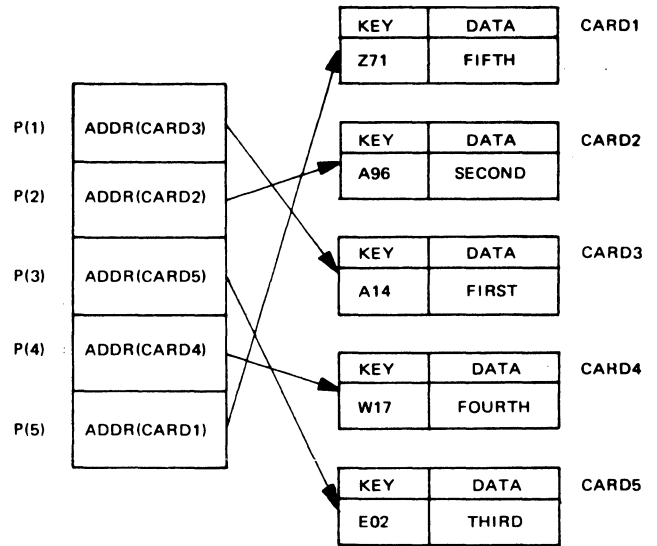 KEY DATA CARD1
Z71 FIFTH
P(1) ADDR(CARD3)
KEY DATA CARD2
A96 SECOND
P(2) ADDR(CARD2)
KEY DATA CARD3
A14 FIRST
P(3) ADDR(CARD5)
P(4) ADDR(CARD4)
KEY DATA CARD4
W17 FOURTH
P(5) ADDR(CARD1)
KEY DATA CARD5
E02 THIRD